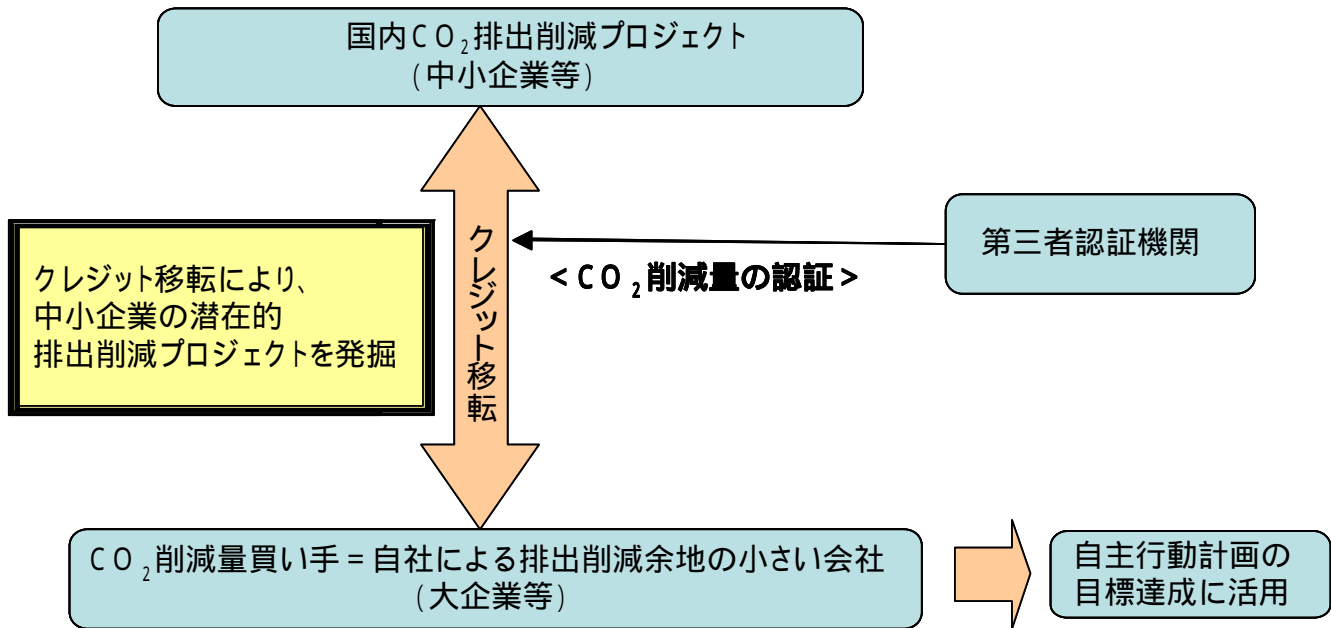 国内CO₂排出削減プロジェクト
(中小企業等)
クレジット移転
第三者認証機関
<CO₂削減量の認証>
クレジット移転により、
中小企業の潜在的
排出削減プロジェクトを発掘
CO₂削減量買い手=自社による排出削減余地の小さい会社
(大企業等)
自主行動計画の
目標達成に活用